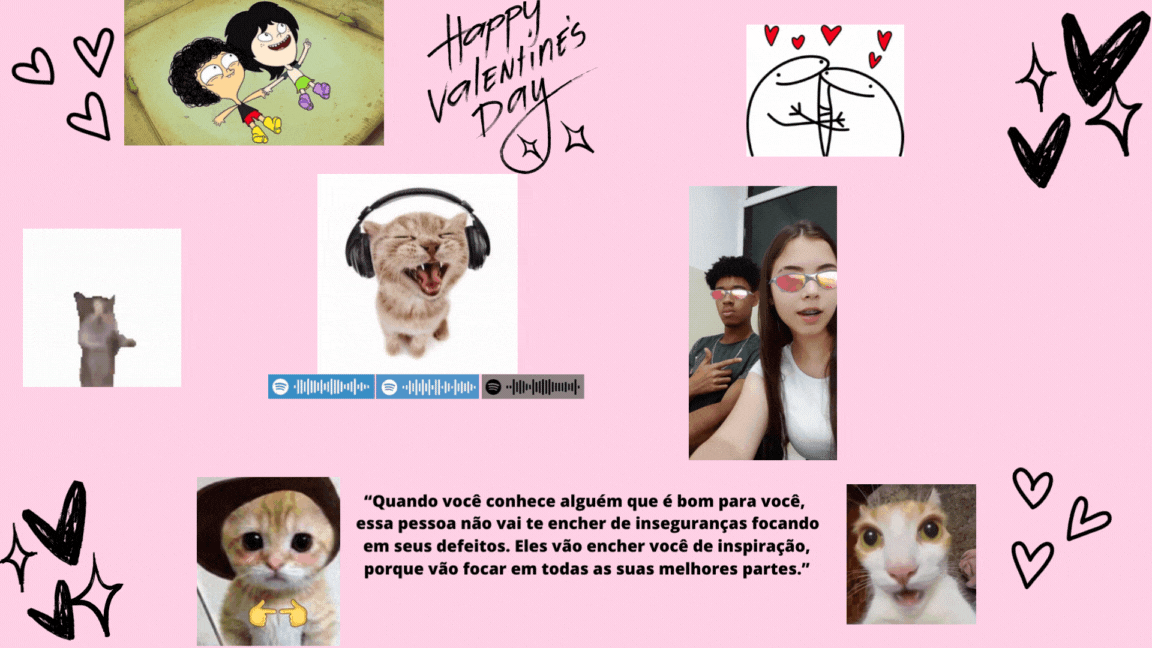 Happy
Valentine's
Day
“Quando você conhece alguém que é bom para você,
essa pessoa não vai te encher de inseguranças focando
em seus defeitos. Eles vão encher você de inspiração,
porque vão focar em todas as suas melhores partes.”